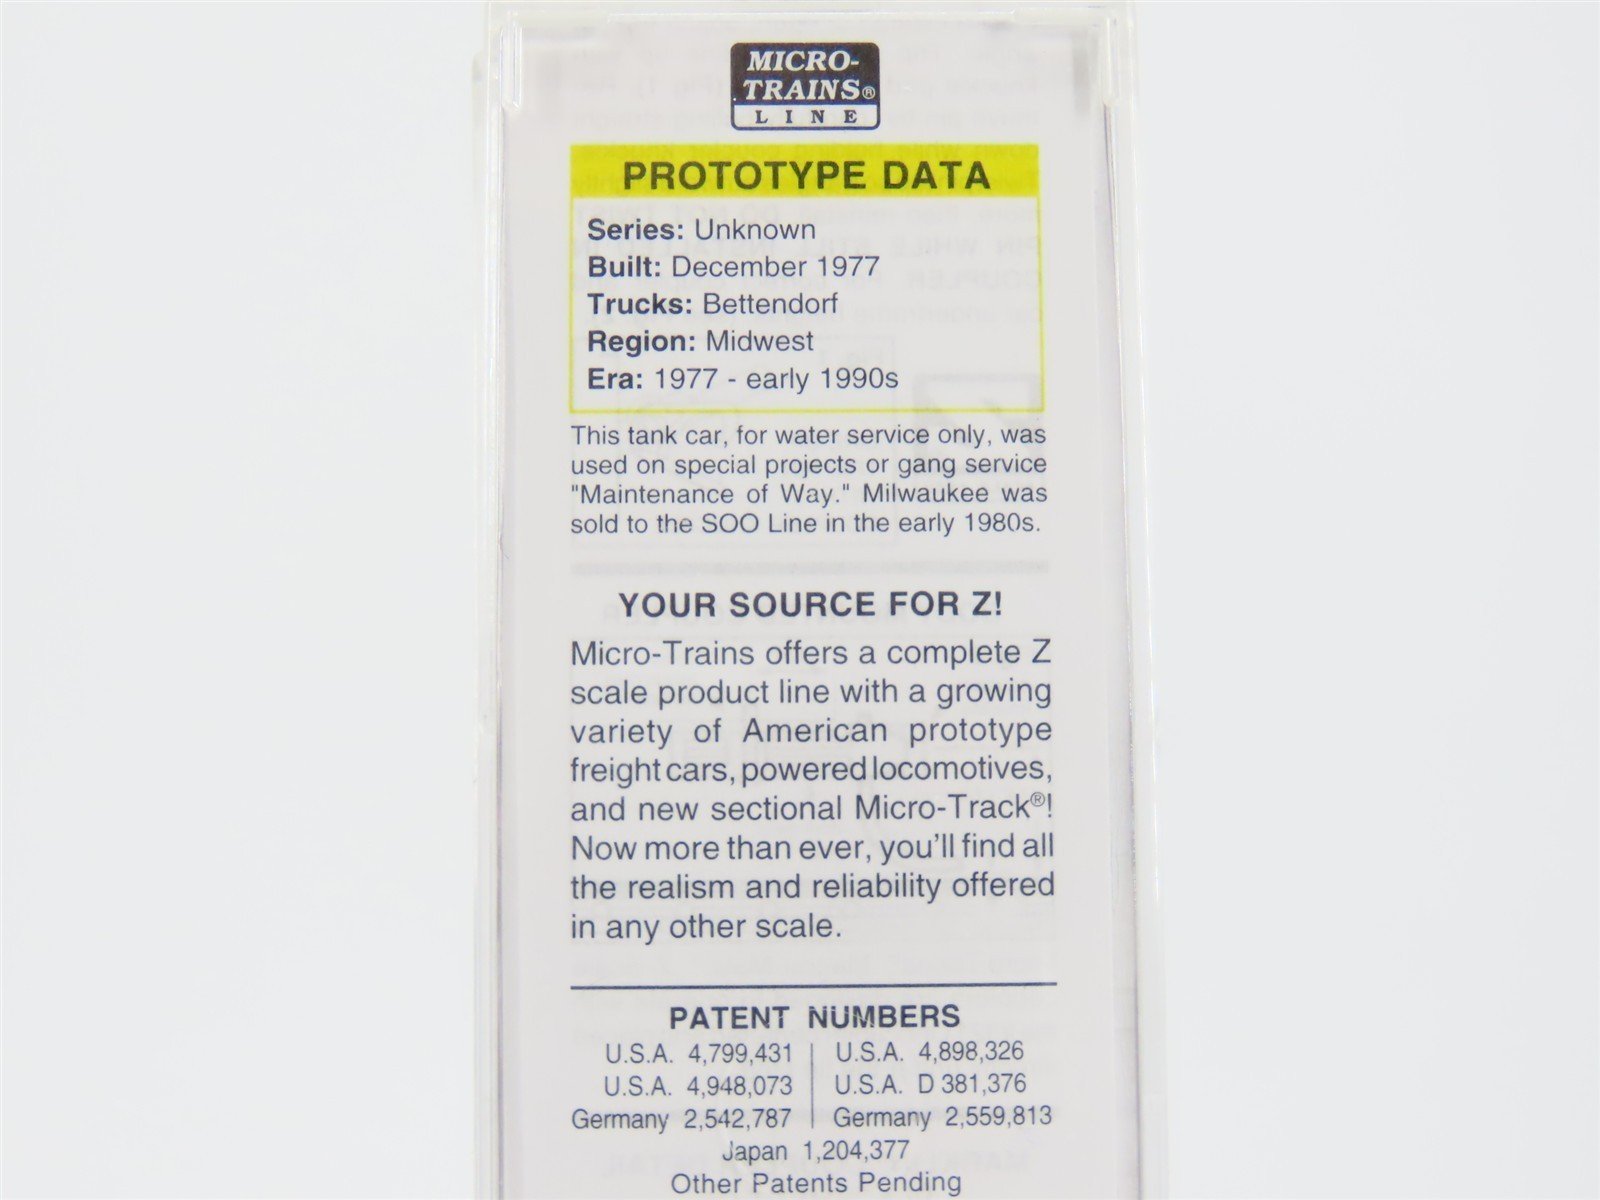 MICRO-
TRAINS®
LINE
PROTOTYPE DATA
Series: Unknown
Built: December 1977
Trucks: Bettendorf
Region: Midwest
Era: 1977 - early 1990s
This tank car, for water service only, was
used on special projects or gang service
"Maintenance of Way." Milwaukee was
sold to the SOO Line in the early 1980s.
YOUR SOURCE FOR Z!
Micro-Trains offers a complete Z
scale product line with a growing
variety of American prototype
freight cars, powered locomotives,
and new sectional Micro-Track®!
Now more than ever, you'll find all
the realism and reliability offered
in any other scale.
PATENT NUMBERS
U.S.A. 4,799,431 | U.S.A. 4,898,326
U.S.A. 4,948,073 | U.S.A. D 381,376
Germany 2,542,787 | Germany 2,559,813
Japan 1,204,377
Other Patents Pending